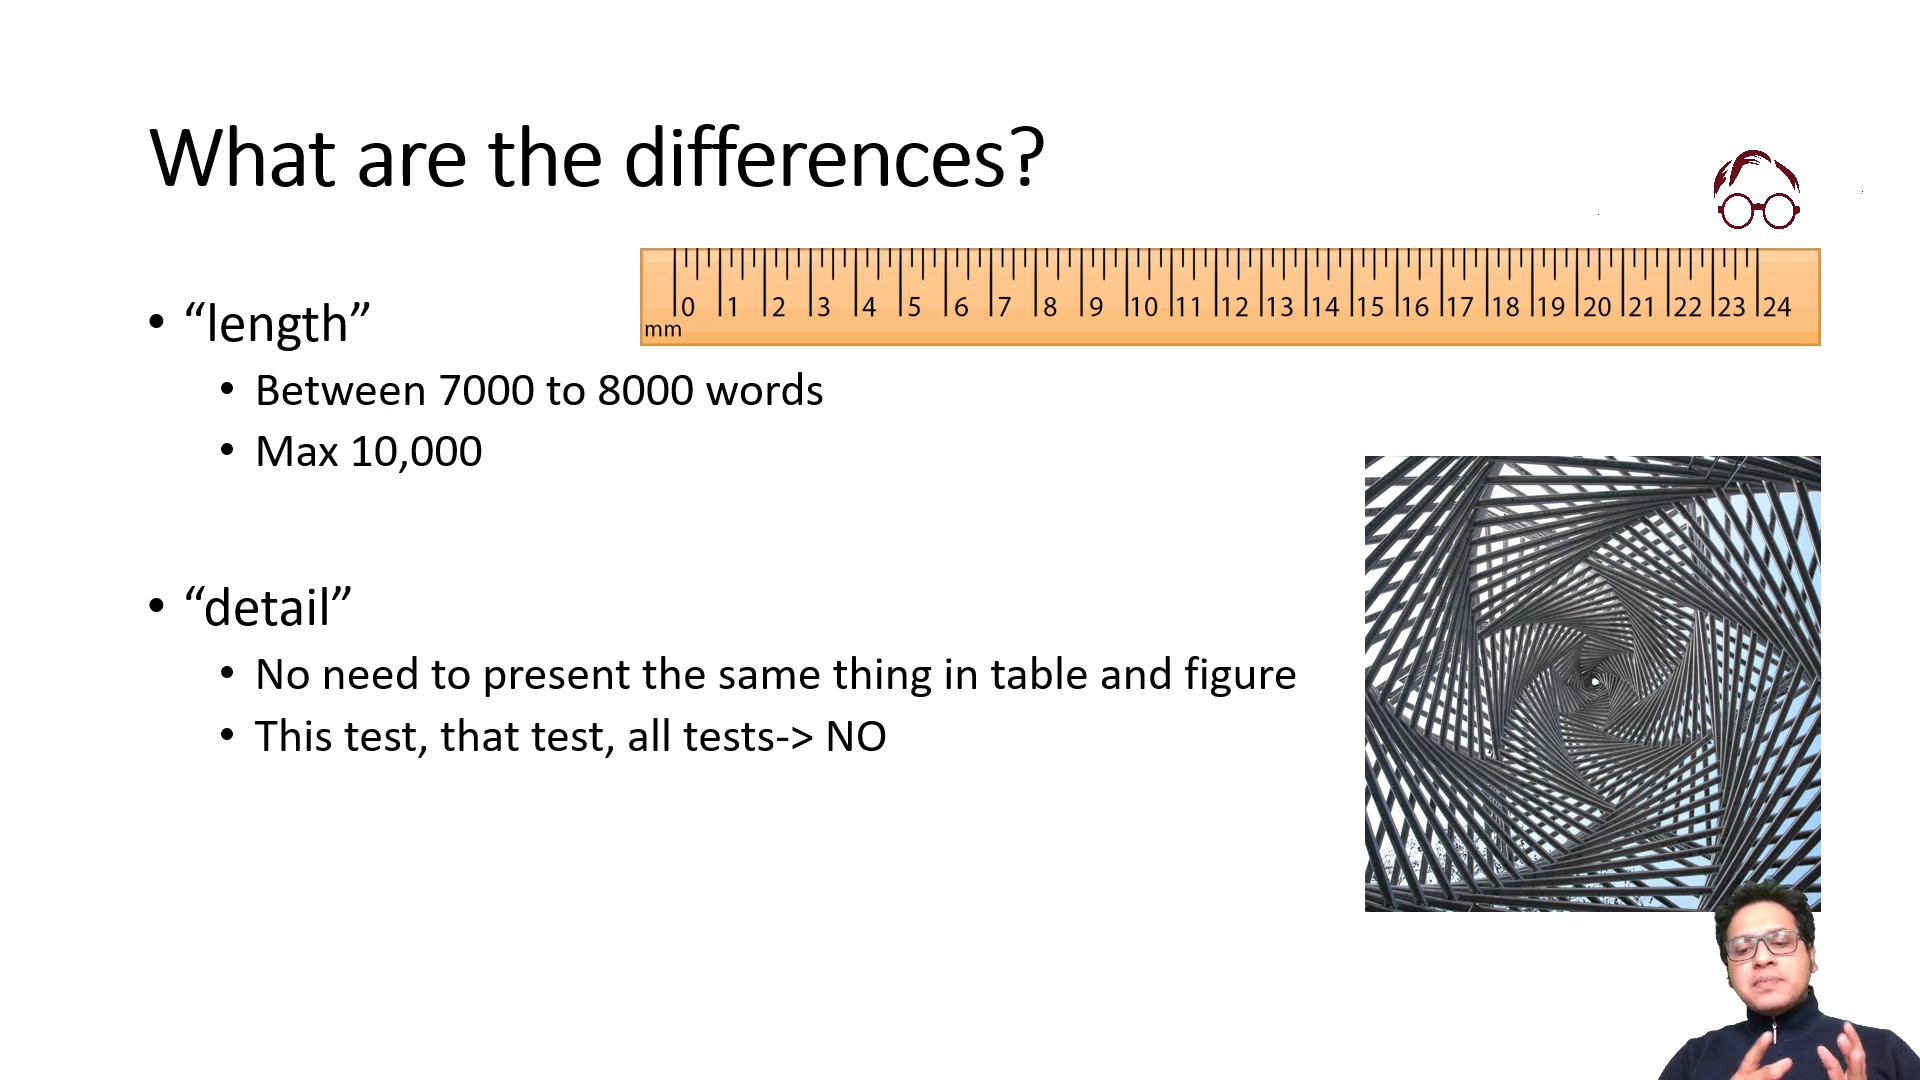 What are the differences?
0 1 2 3 4 5 6 7 8 9 10 11 12 13 14 15 16 17 18 19 20 21 22 23 24
mm
• “length”
• Between 7000 to 8000 words
• Max 10,000
• “detail”
• No need to present the same thing in table and figure
• This test, that test, all tests-> NO